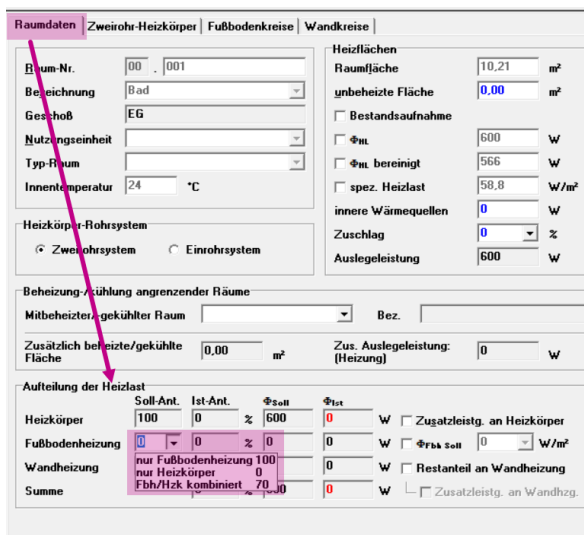 Raumdaten Zweirohr-Heizkörper Fußbodenkreise Wandkreise
Raum-Nr. 00 . 001
Bezeichnung Bad
Geschoß EG
Nutzungseinheit
Typ-Raum
Innentemperatur 24 °C
Heizkörper-Rohrsystem
Zweirohrsystem Einrohrsystem
Heizflächen
Raumfläche 10,21 m²
unbeheizte Fläche 0,00 m²
Bestandsaufnahme
ΦHL 600 W
ΦHL bereinigt 566 W
spez. Heizlast 58,8 W/m²
innere Wärmequellen 0 W
Zuschlag 0 %
Auslegeleistung 600 W
Beheizung-/kühlung angrenzender Räume
Mitbeheizter/-gekühlter Raum Bez.
Zusätzlich beheizte/gekühlte Fläche 0,00 m²
Zus. Auslegeleistung: (Heizung) 0 W
Aufteilung der Heizlast
Soll-Ant. Ist-Ant. ΦSoll ΦIst
Heizkörper 100 0 % 600 0 W Zusatzleistg. an Heizkörper
Fußbodenheizung 0 0 % 0 0 W ΦFbh Soll 0 W/m²
nur Fußbodenheizung 100
nur Heizkörper 0
Fbh/Hzk kombiniert 70
Wandheizung 0 W Restanteil an Wandheizung
Summe 0 W Zusatzleistg. an Wandhzg.